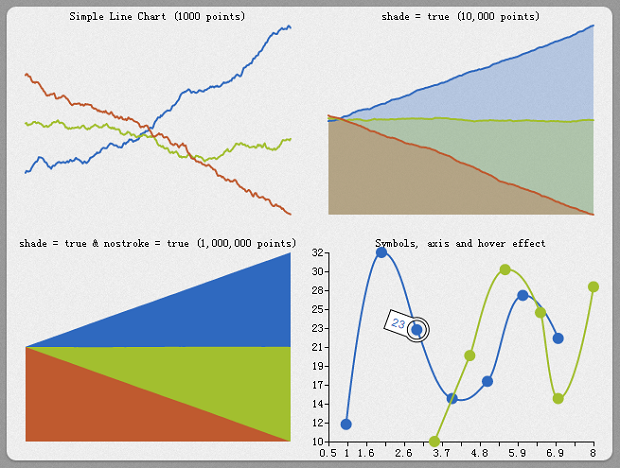 Simple Line Chart (1000 points)
shade = true (10,000 points)
shade = true & nostroke = true (1,000,000 points)
Symbols, axis and hover effect
32
28
25
23
21
19
17
14
12
10
0.5 1 1.6 2.6 3.7 4.8 5.9 6.9 8
23